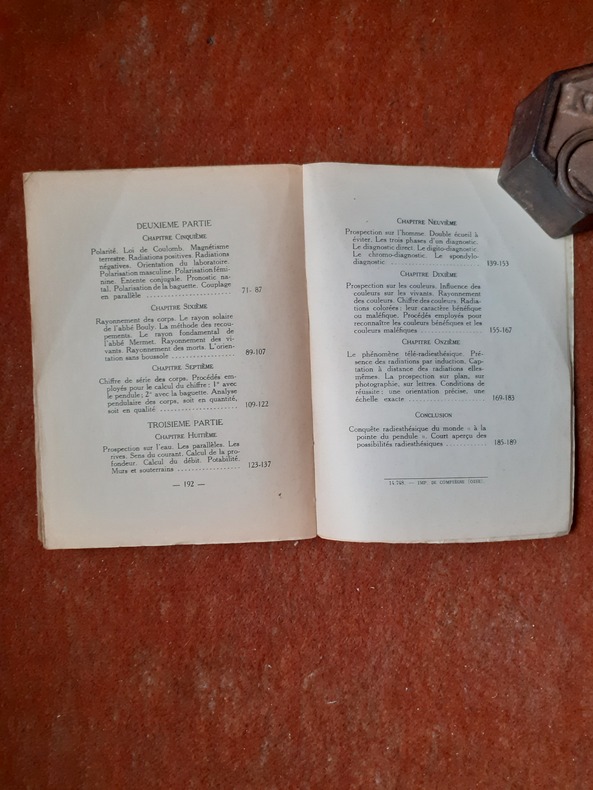 DEUXIEME PARTIE
CHAPITRE CINQUIÈME
Polarité. Loi de Coulomb. Magnétisme
terrestre. Radiations positives. Radiations
négatives. Orientation du laboratoire.
Polarisation masculine. Polarisation fémi-
nine. Entente conjugale. Pronostic na-
tal. Polarisation de la baguette. Couplage
en parallèle ........................ 71- 87
CHAPITRE SIXIÈME
Rayonnement des corps. Le rayon solaire
de l'abbé Bouly. La méthode des recou-
pements. Le rayon fondamental de
l'abbé Mermet. Rayonnement des vi-
vants. Rayonnement des morts. L'orien-
tation sans boussole .................. 89-107
CHAPITRE SEPTIÈME
Chiffre de série des corps. Procédés em-
ployés pour le calcul du chiffre : 1° avec
le pendule; 2° avec la baguette. Analyse
pendulaire des corps, soit en quantité,
soit en qualité ...................... 109-122
TROISIEME PARTIE
CHAPITRE HUITIÈME
Prospection sur l'eau. Les parallèles. Les
rives. Sens du courant. Calcul de la pro-
fondeur. Calcul du débit. Potabilité.
Murs et souterrains .................. 123-137
— 192 —
CHAPITRE NEUVIÈME
Prospection sur l'homme. Double écueil à
éviter. Les trois phases d'un diagnostic.
Le diagnostic direct. Le digito-diagnostic.
Le chromo-diagnostic. Le spondylo-
diagnostic .......................... 139-153
CHAPITRE DIXIÈME
Prospection sur les couleurs. Influence des
couleurs sur les vivants. Rayonnement
des couleurs. Chiffre des couleurs. Radia-
tions colorées : leur caractère bénéfique
ou maléfique. Procédés employés pour
reconnaître les couleurs bénéfiques et les
couleurs maléfiques .................. 155-167
CHAPITRE ONZIÈME
Le phénomène télé-radiesthésique. Pré-
sence des radiations par induction. Cap-
tation à distance des radiations elles-
mêmes. La prospection sur plan, sur
photographie, sur lettres. Conditions de
réussite : une orientation précise, une
échelle exacte ...................... 169-183
CONCLUSION
Conquête radiesthésique du monde « à la
pointe du pendule ». Court aperçu des
possibilités radiesthésiques ............ 185-189
14.748. — IMP. DE COMPIÈGNE (OISE)